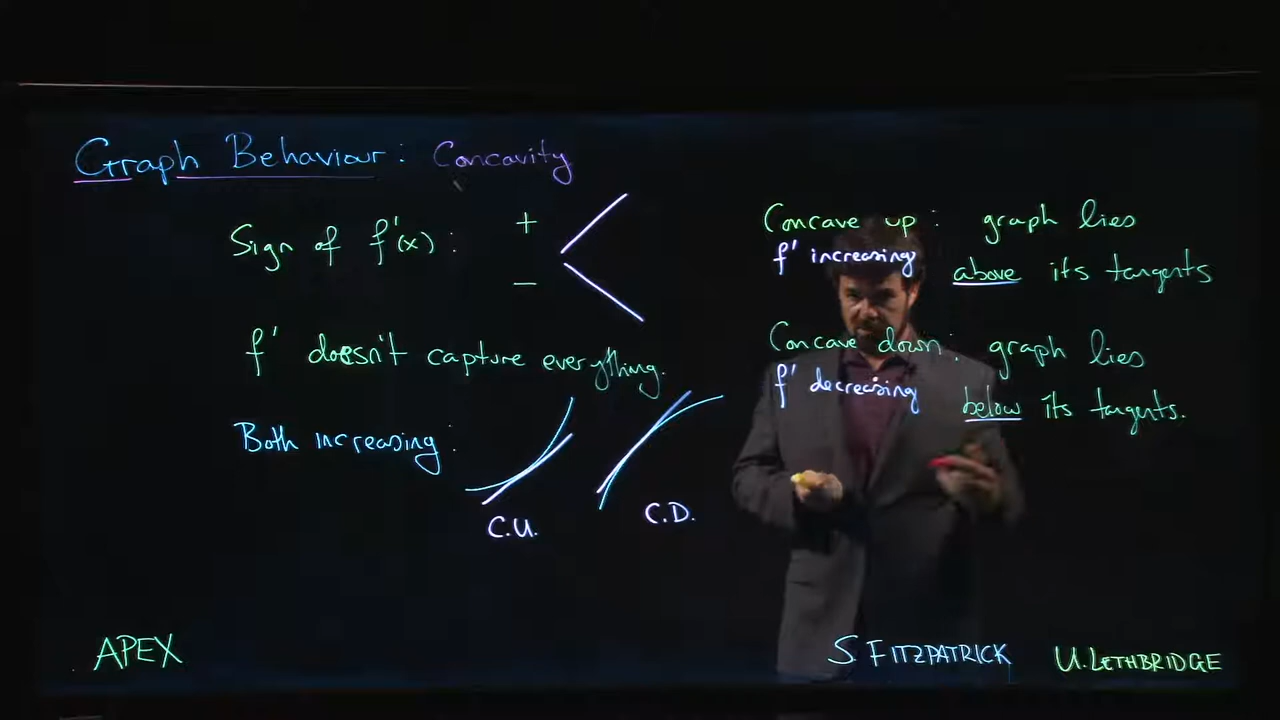 Graph Behaviour: Concavity
Sign of f'(x): +
−
f' doesn't capture everything.
Both increasing:
C.U.
C.D.
Concave up: graph lies
f' increasing above its tangents
Concave down: graph lies
f' decreasing below its tangents.
APEX
S. FITZPATRICK
U. LETHBRIDGE